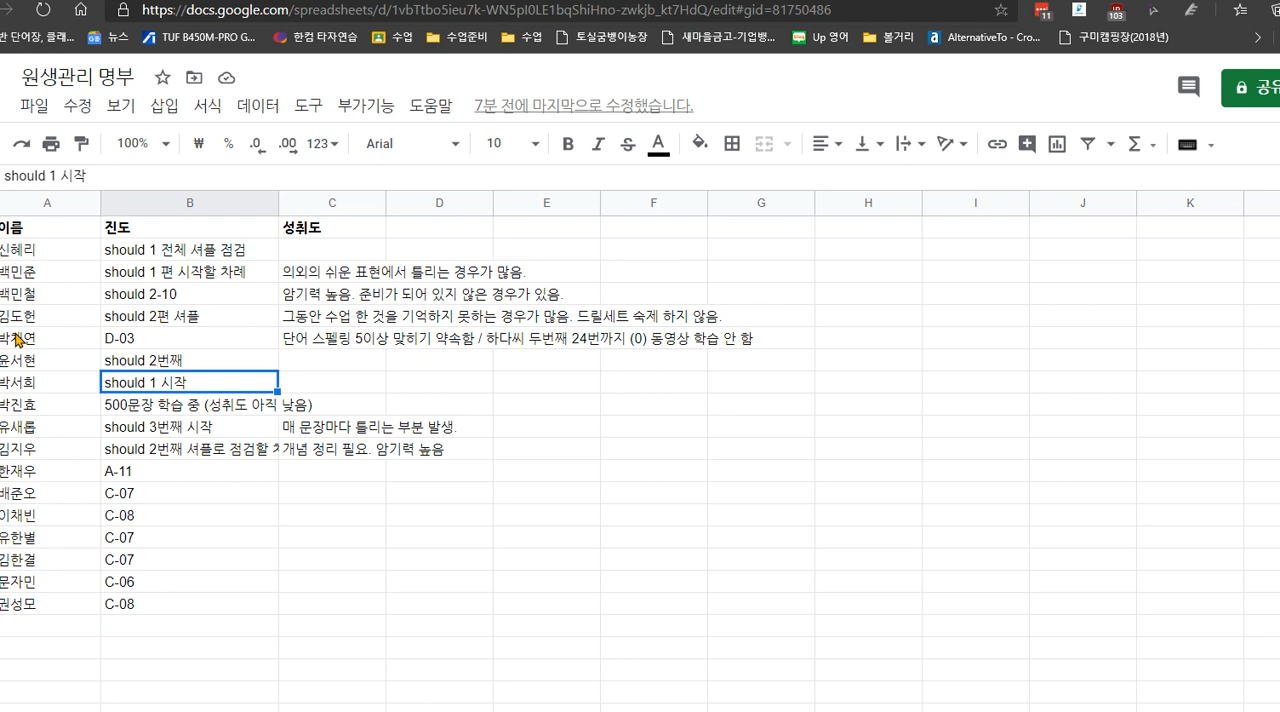 https://docs.google.com/spreadsheets/d/1vbTtbo5ieu7k-WN5pI0LE1bqShiHno-zwkjb_kt7HdQ/edit#gid=81750486
11
103
반 단어장, 클래... 뉴스 TUF B450M-PRO G... 한컴 타자연습 수업 수업준비 수업 토실궁뱅이농장 새마을금고-기업뱅... Up 영어 볼거리 AlternativeTo - Cro... 구미캠핑장(2018년)
원생관리 명부
공유
파일 수정 보기 삽입 서식 데이터 도구 부가기능 도움말 7분 전에 마지막으로 수정했습니다.
100% ₩ % .0 .00 123 Arial 10 B I S A
should 1 시작
A B C D E F G H I J K
이름 진도 성취도
신혜리 should 1 전체 셔플 점검
백민준 should 1 편 시작할 차례 의외의 쉬운 표현에서 틀리는 경우가 많음.
백민철 should 2-10 암기력 높음. 준비가 되어 있지 않은 경우가 있음.
김도헌 should 2편 셔플 그동안 수업 한 것을 기억하지 못하는 경우가 많음. 드릴세트 숙제 하지 않음.
D-03 단어 스펠링 5이상 맞히기 약속함 / 하다씨 두번째 24번까지 (0) 동영상 학습 안 함
윤서현 should 2번째
박서희 should 1 시작
박진효 500문장 학습 중 (성취도 아직 낮음)
유새롭 should 3번째 시작 매 문장마다 틀리는 부분 발생.
김지우 should 2번째 셔플로 점검할 개념 정리 필요. 암기력 높음
한재우 A-11
배준오 C-07
이채빈 C-08
유한별 C-07
김한결 C-07
문자민 C-06
권성모 C-08